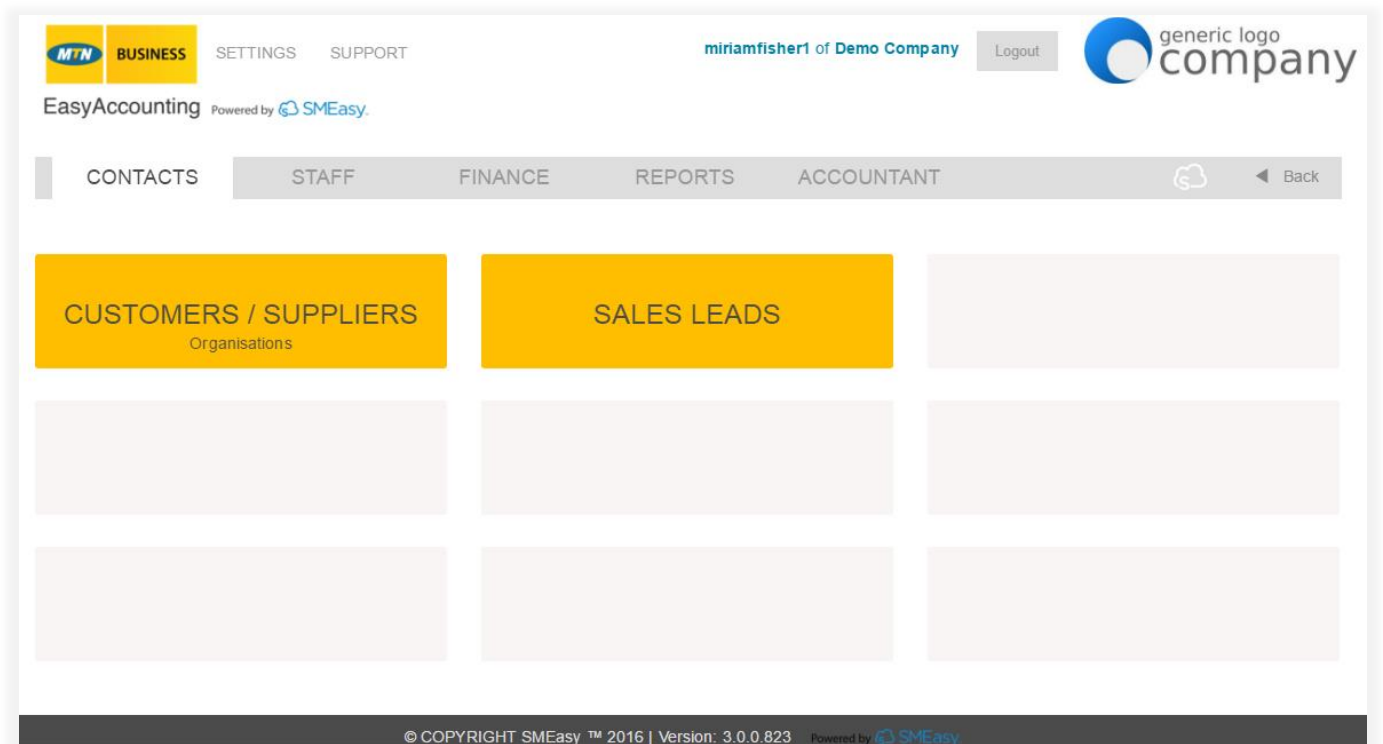 MTN BUSINESS SETTINGS SUPPORT miriamfisher1 of Demo Company Logout generic logo
company
EasyAccounting Powered by SMEasy.
CONTACTS STAFF FINANCE REPORTS ACCOUNTANT S ◀ Back
CUSTOMERS / SUPPLIERS SALES LEADS
Organisations
© COPYRIGHT SMEasy ™ 2016 | Version: 3.0.0.823 Powered by SMEasy.